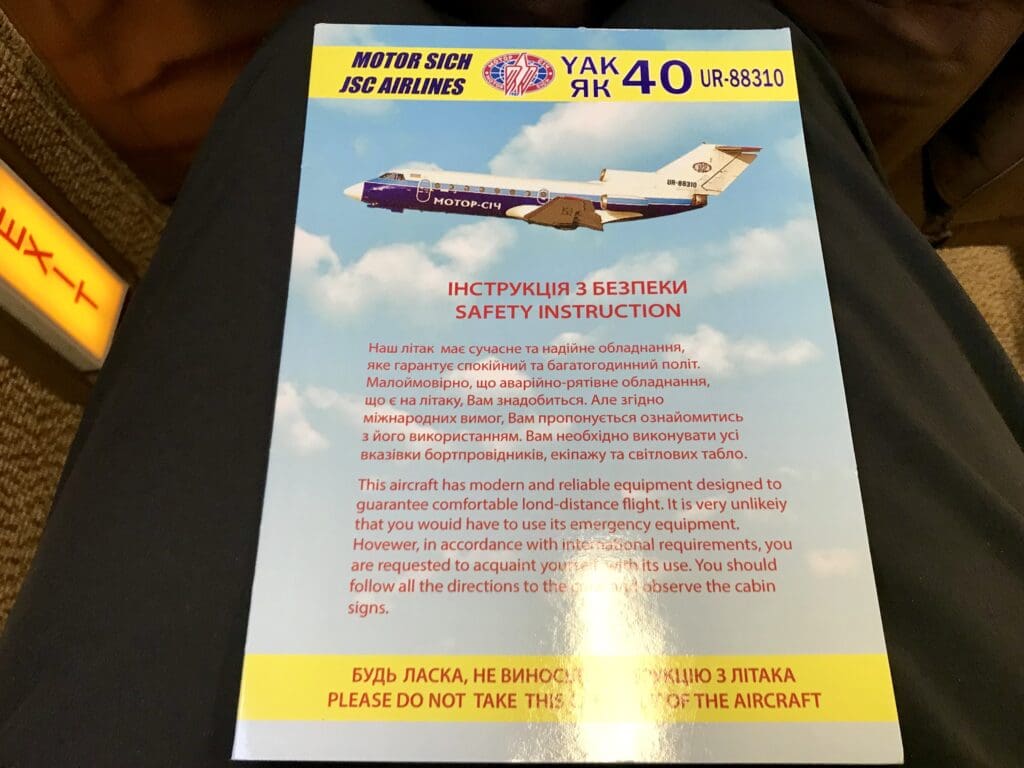 MOTOR SICH
JSC AIRLINES
МОТОР СІЧ
YAK
ЯК
40
UR-88310
UR-88310
МОТОР-СІЧ
EXIT
ІНСТРУКЦІЯ З БЕЗПЕКИ
SAFETY INSTRUCTION
Наш літак має сучасне та надійне обладнання,
яке гарантує спокійний та багатогодинний політ.
Малоймовірно, що аварійно-рятівне обладнання,
що є на літаку, Вам знадобиться. Але згідно
міжнародних вимог, Вам пропонується ознайомитись
з його використанням. Вам необхідно виконувати усі
вказівки бортпровідників, екіпажу та світлових табло.
This aircraft has modern and reliable equipment designed to
guarantee comfortable lond-distance flight. It is very unlikeiy
that you would have to use its emergency equipment.
Hovewer, in accordance with international requirements, you
are requested to acquaint with its use. You should
follow all the directions to the observe the cabin
signs.
БУДЬ ЛАСКА, НЕ З ЛІТАКА
PLEASE DO NOT TAKE THIS OF THE AIRCRAFT